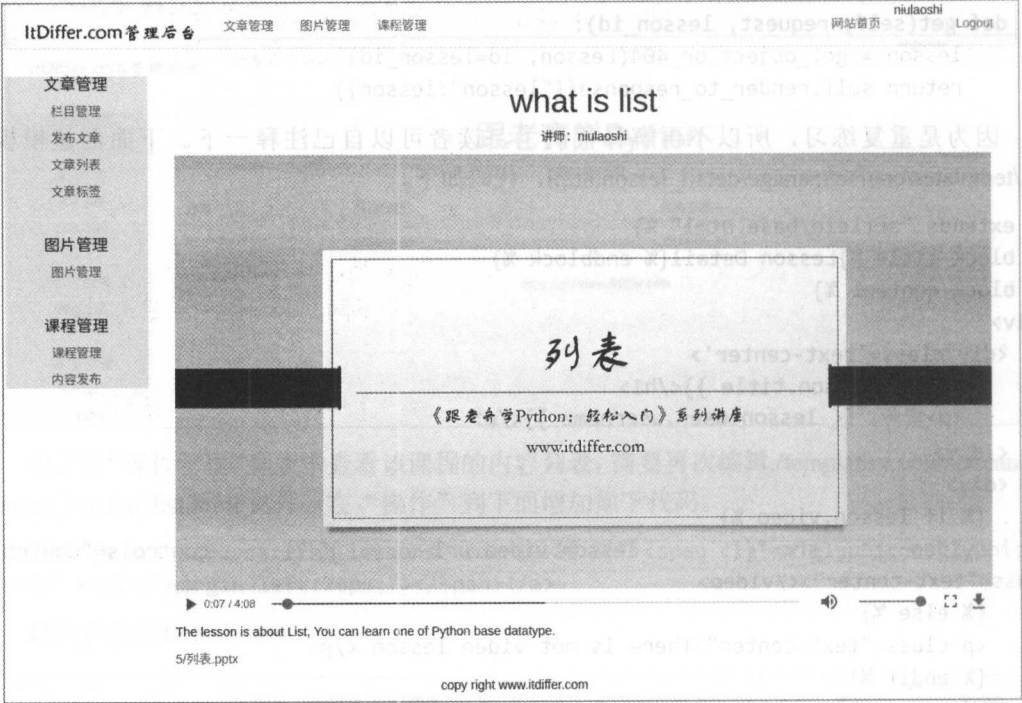 ItDiffer.com管理后台
文章管理 图片管理 课程管理
niulaoshi
网站首页 Logout
文章管理
栏目管理
发布文章
文章列表
文章标签
图片管理
图片管理
课程管理
课程管理
内容发布
what is list
讲师：niulaoshi
列表
《跟老齐学Python：轻松入门》系列讲座
www.itdiffer.com
0:07 / 4:08
The lesson is about List, You can learn one of Python base datatype.
5/列表.pptx
copy right www.itdiffer.com